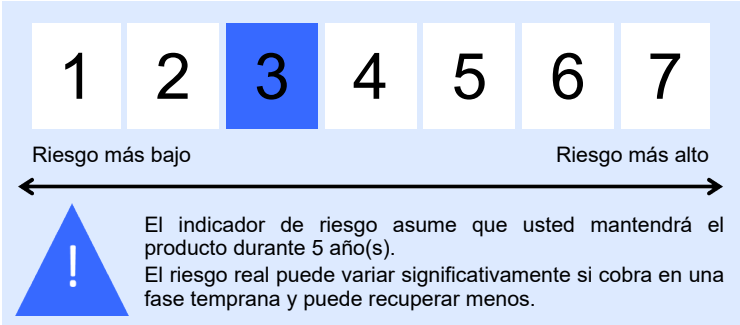 1 2 3 4 5 6 7
Riesgo más bajo Riesgo más alto
El indicador de riesgo asume que usted mantendrá el
producto durante 5 año(s).
El riesgo real puede variar significativamente si cobra en una
fase temprana y puede recuperar menos.
!